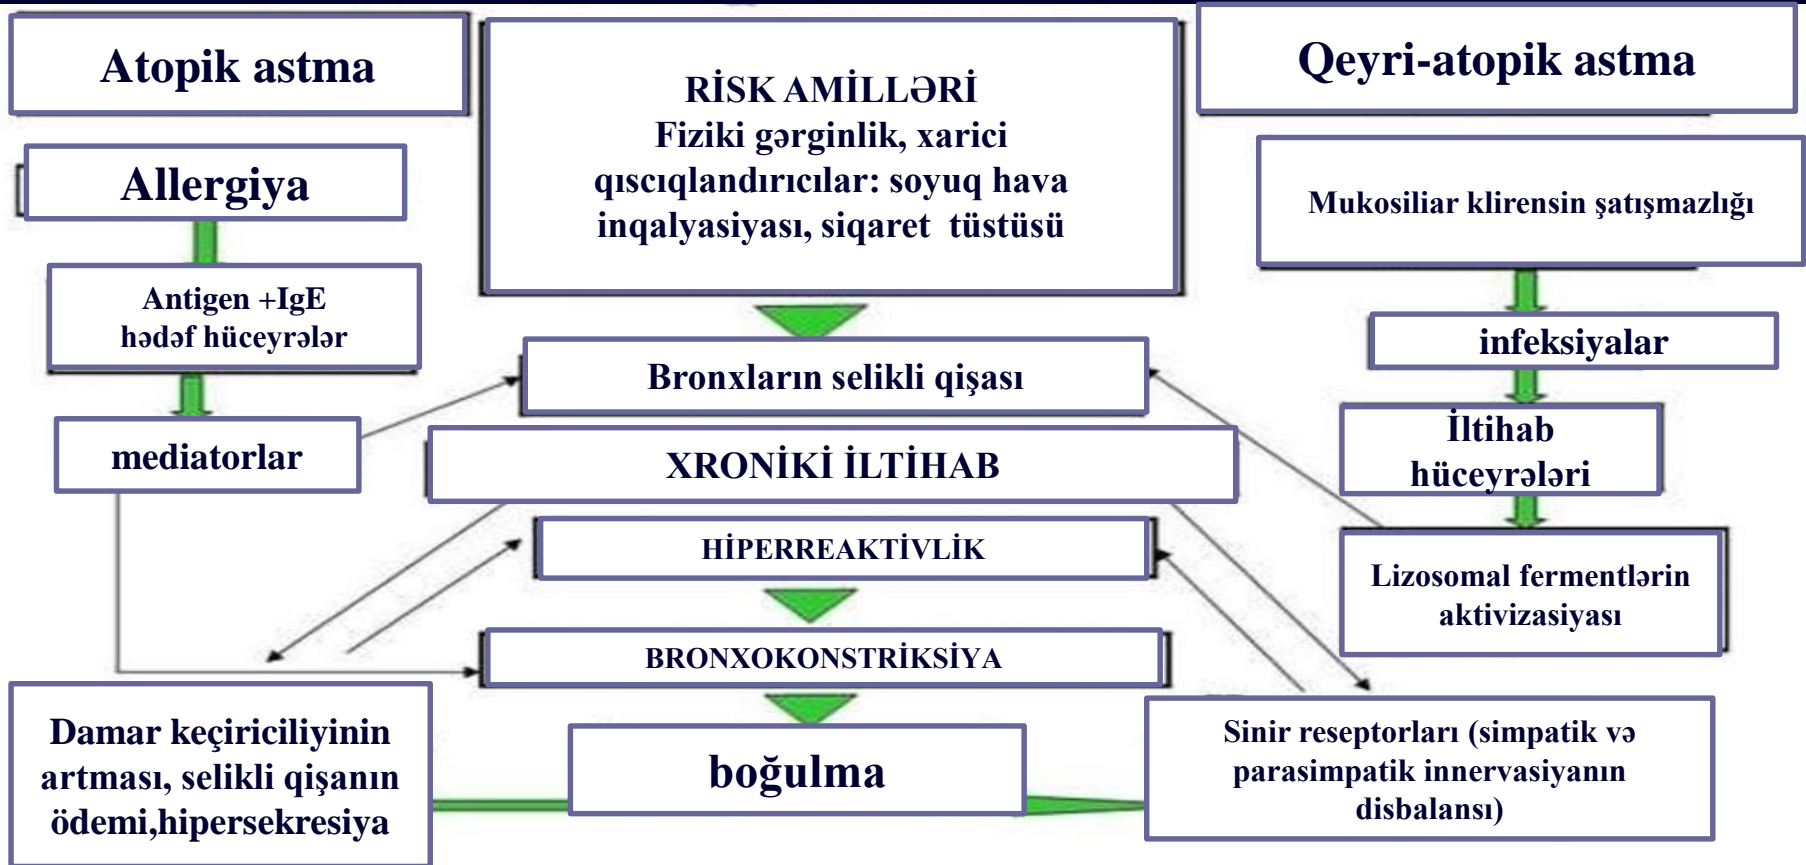 Atopik astma
Allergiya
Antigen +IgE
hədəf hüceyrələr
mediatorlar
Damar keçiriciliyinin
artması, selikli qişanın
ödemi,hipersekresiya
RİSK AMİLLƏRİ
Fiziki gərginlik, xarici
qıscıqlandırıcılar: soyuq hava
inqalyasiyası, siqaret tüstüsü
Bronxların selikli qişası
XRONİKİ İLTİHAB
HİPERREAKTİVLİK
BRONXOKONSTRİKSİYA
boğulma
Qeyri-atopik astma
Mukosiliar klirensin şatışmazlığı
infeksiyalar
İltihab
hüceyrələri
Lizosomal fermentlərin
aktivizasiyası
Sinir reseptorları (simpatik və
parasimpatik innervasiyanın
disbalansı)